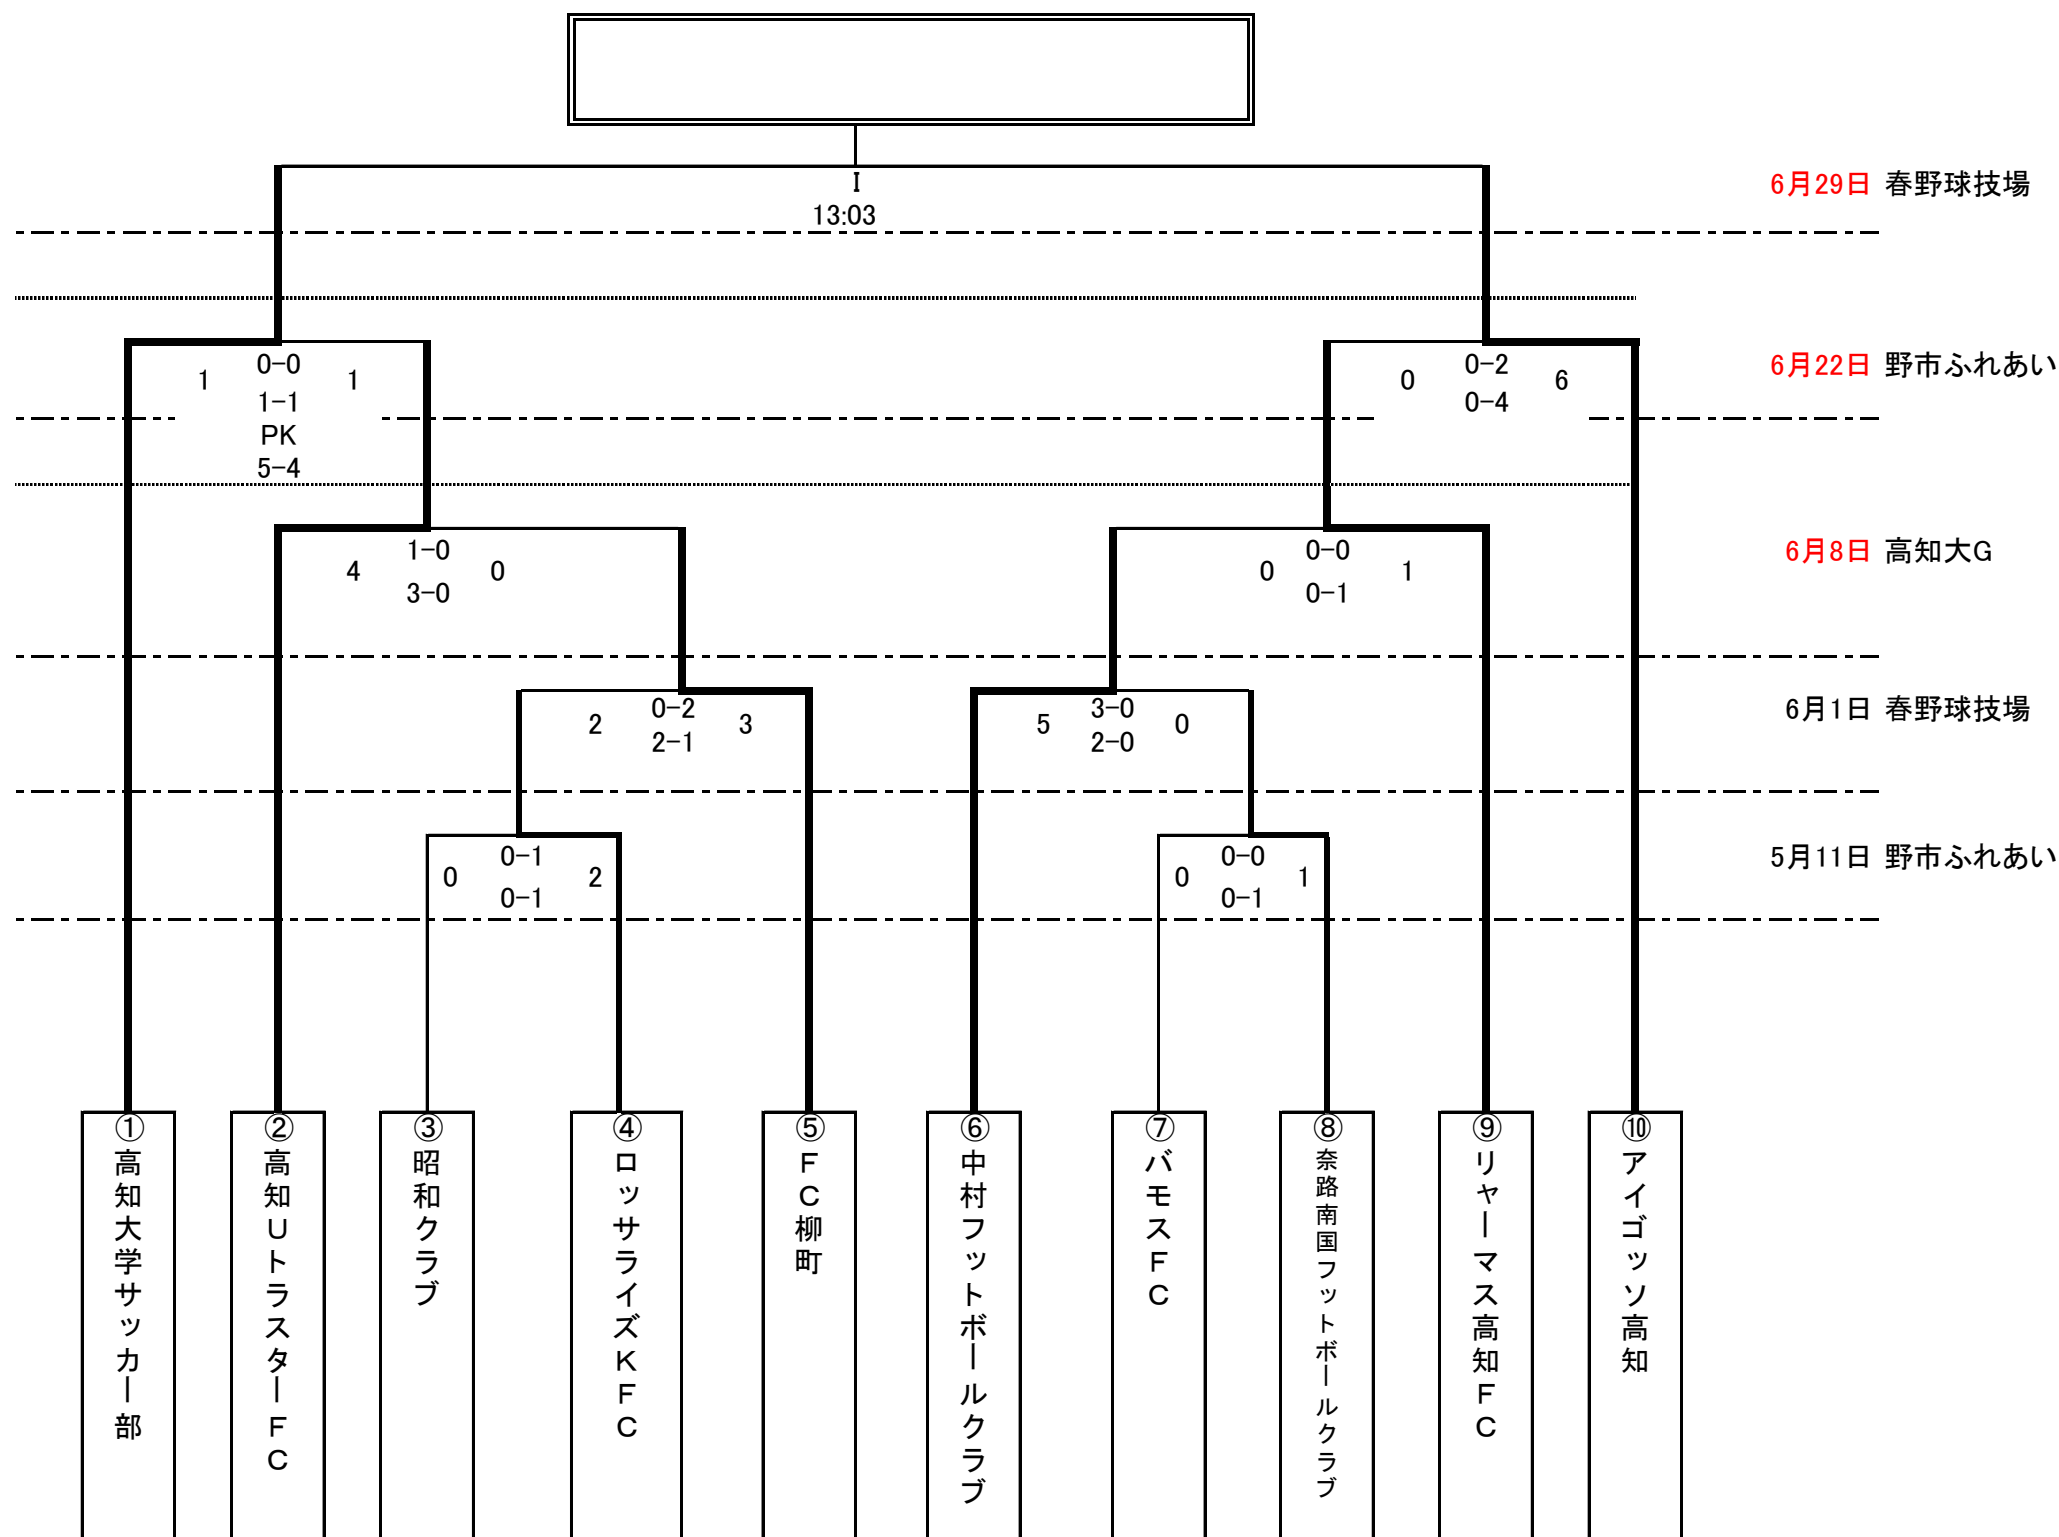 I
13:03
6月29日 春野球技場
0-0
1 1
1-1
PK
5-4
0-2
0 6
0-4
6月22日 野市ふれあい
1-0
4 0
3-0
0-0
0 1
0-1
6月8日 高知大G
0-2
2 3
2-1
3-0
5 0
2-0
6月1日 春野球技場
0-1
0 2
0-1
0-0
0 1
0-1
5月11日 野市ふれあい
①高知大学サッカー部
②高知UトラスターFC
③昭和クラブ
④ロッサライズKFC
⑤FC柳町
⑥中村フットボールクラブ
⑦バモスFC
⑧奈路南国フットボールクラブ
⑨リャーマス高知FC
⑩アイゴッソ高知